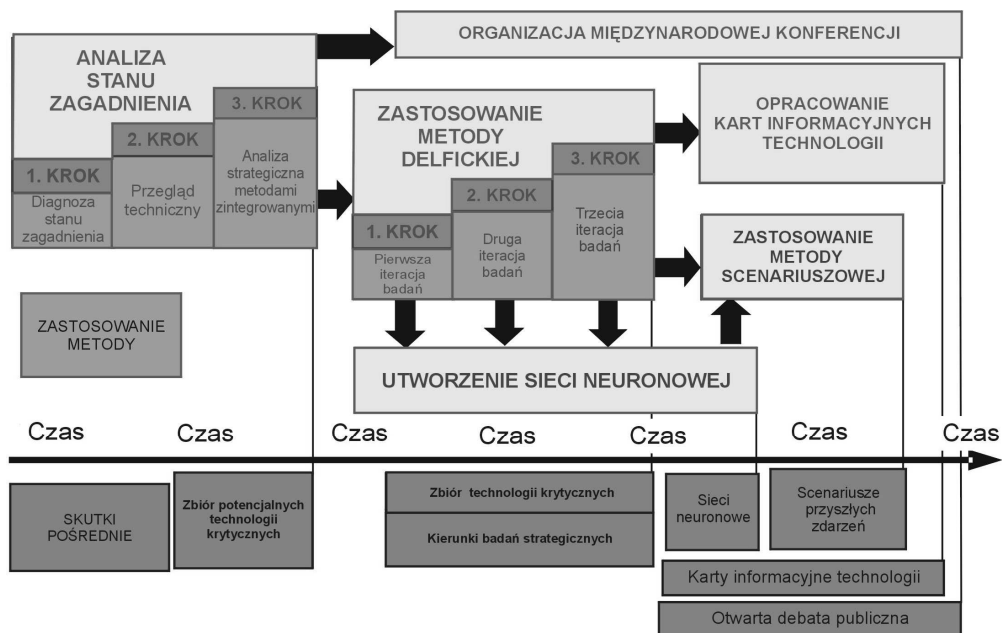 ORGANIZACJA MIĘDZYNARODOWEJ KONFERENCJI
ANALIZA
STANU
ZAGADNIENIA
3. KROK
2. KROK
1. KROK
Analiza
strategiczna
metodami
zintegrowanymi
Przegląd
techniczny
Diagnoza
stanu
zagadnienia
ZASTOSOWANIE
METODY
DELFICKIEJ
3. KROK
2. KROK
1. KROK
Trzecia
iteracja
badań
Druga
iteracja
badań
Pierwsza
iteracja
badań
OPRACOWANIE
KART INFORMACYJNYCH
TECHNOLOGII
ZASTOSOWANIE
METODY
SCENARIUSZOWEJ
ZASTOSOWANIE
METODY
UTWORZENIE SIECI NEURONOWEJ
Czas
Czas
Czas
Czas
Czas
Czas
Czas
SKUTKI
POŚREDNIE
Zbiór potencjalnych
technologii
krytycznych
Zbiór technologii krytycznych
Kierunki badań strategicznych
Sieci
neuronowe
Scenariusze
przyszłych
zdarzeń
Karty informacyjne technologii
Otwarta debata publiczna